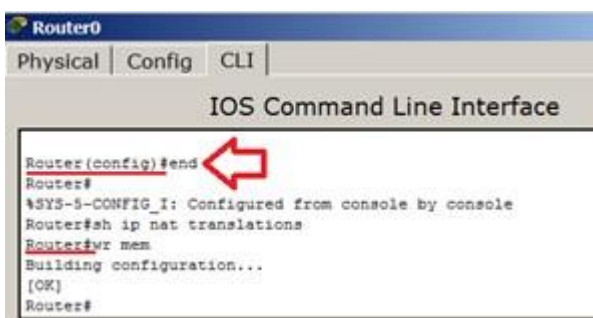 Router0
Physical Config CLI
IOS Command Line Interface
Router(config)#end
Router#
%SYS-5-CONFIG_I: Configured from console by console
Router#sh ip nat translations
Router#wr mem
Building configuration...
[OK]
Router#